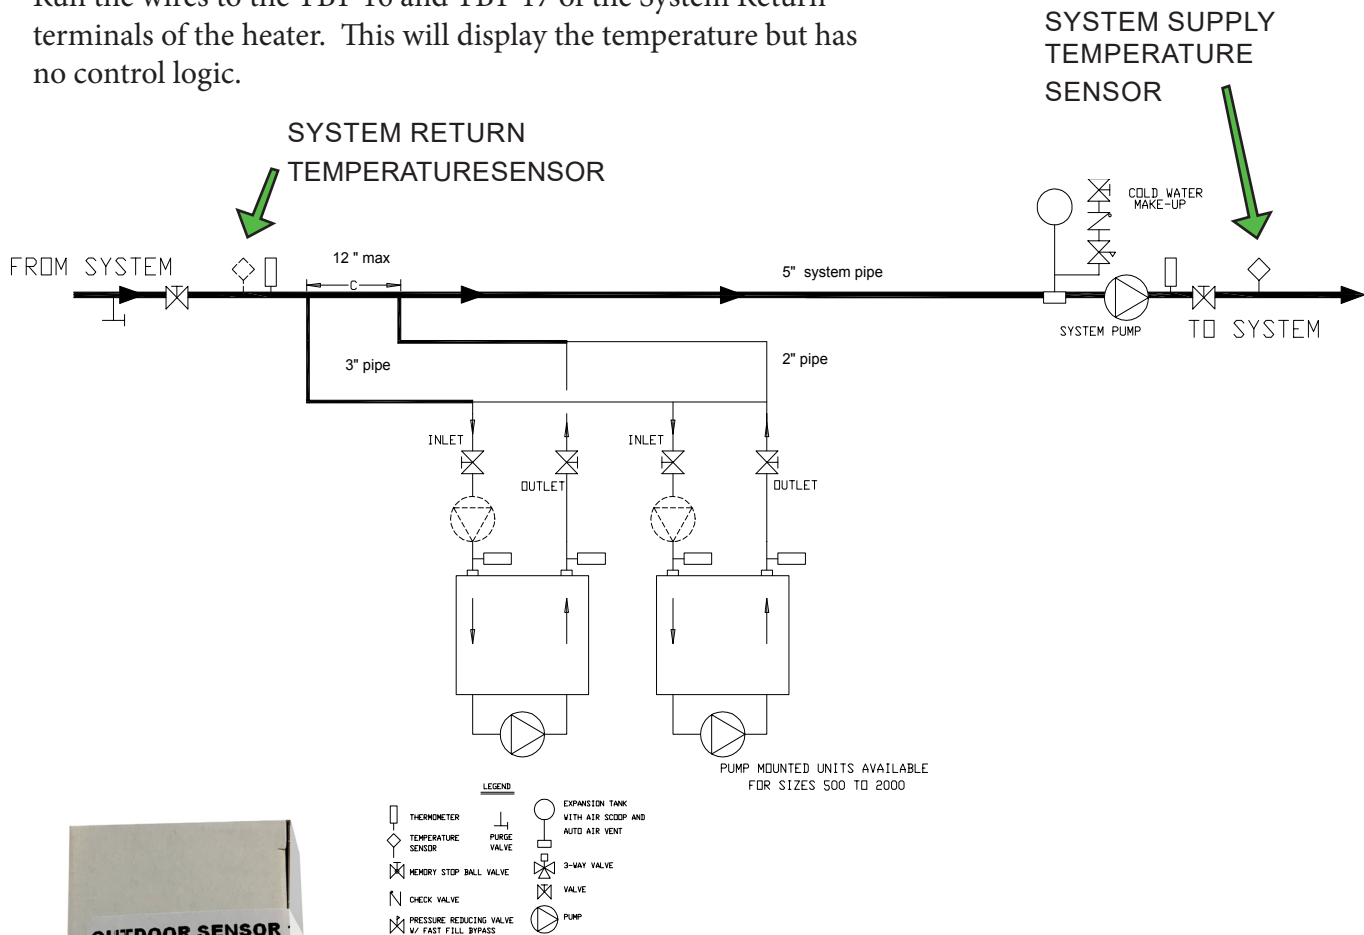 Run the wires to the TB1-16 and TB1-17 of the System Return
terminals of the heater. This will display the temperature but has
no control logic.
SYSTEM SUPPLY
TEMPERATURE
SENSOR
SYSTEM RETURN
TEMPERATURESENSOR
COLD WATER
MAKE-UP
FROM SYSTEM
12 " max
C
5" system pipe
SYSTEM PUMP
TO SYSTEM
3" pipe
2" pipe
INLET
OUTLET
INLET
OUTLET
PUMP MOUNTED UNITS AVAILABLE
FOR SIZES 500 TO 2000
LEGEND
THERMOMETER
TEMPERATURE
SENSOR
PURGE
VALVE
MEMORY STOP BALL VALVE
CHECK VALVE
PRESSURE REDUCING VALVE
W/ FAST FILL BYPASS
EXPANSION TANK
WITH AIR SCOOP AND
AUTO AIR VENT
3-WAY VALVE
VALVE
PUMP
OUTDOOR SENSOR